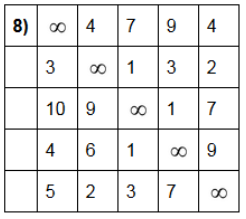 8) ∞ 4 7 9 4
3 ∞ 1 3 2
10 9 ∞ 1 7
4 6 1 ∞ 9
5 2 3 7 ∞